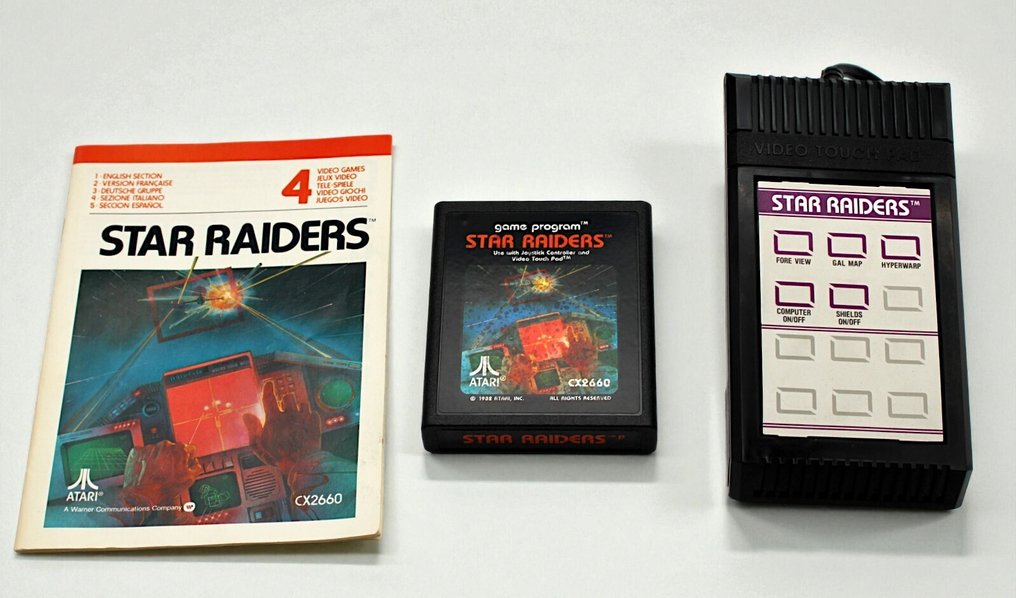 1 · ENGLISH SECTION
2 · VERSION FRANÇAISE
3 · DEUTSCHE GRUPPE
4 · SEZIONE ITALIANO
5 · SECCION ESPAÑOL
4
VIDEO GAMES
JEUX VIDEO
TELE-SPIELE
VIDEO GIOCHI
JUEGOS VIDEO
STAR RAIDERS™
ATARI®
A Warner Communications Company
CX2660
game program™
STAR RAIDERS™
Use with Joystick Controller and
Video Touch Pad™
ATARI®
CX2660
© 1982 ATARI, INC. ALL RIGHTS RESERVED
STAR RAIDERS™ P
VIDEO TOUCH PAD
STAR RAIDERS™
FORE VIEW
GAL MAP
HYPERWARP
COMPUTER
ON/OFF
SHIELDS
ON/OFF